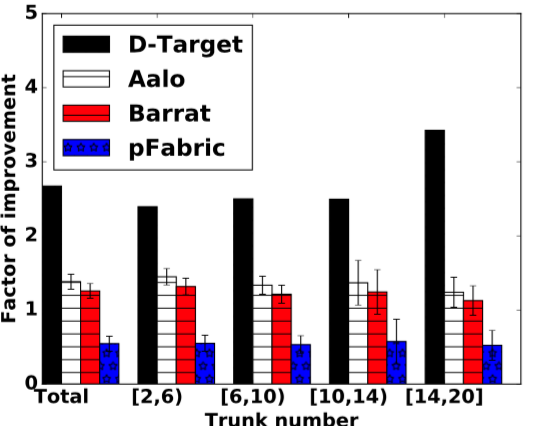 Factor of improvement
5
4
3
2
1
0
D-Target
Aalo
Barrat
pFabric
Total [2,6) [6,10) [10,14) [14,20]
Trunk number